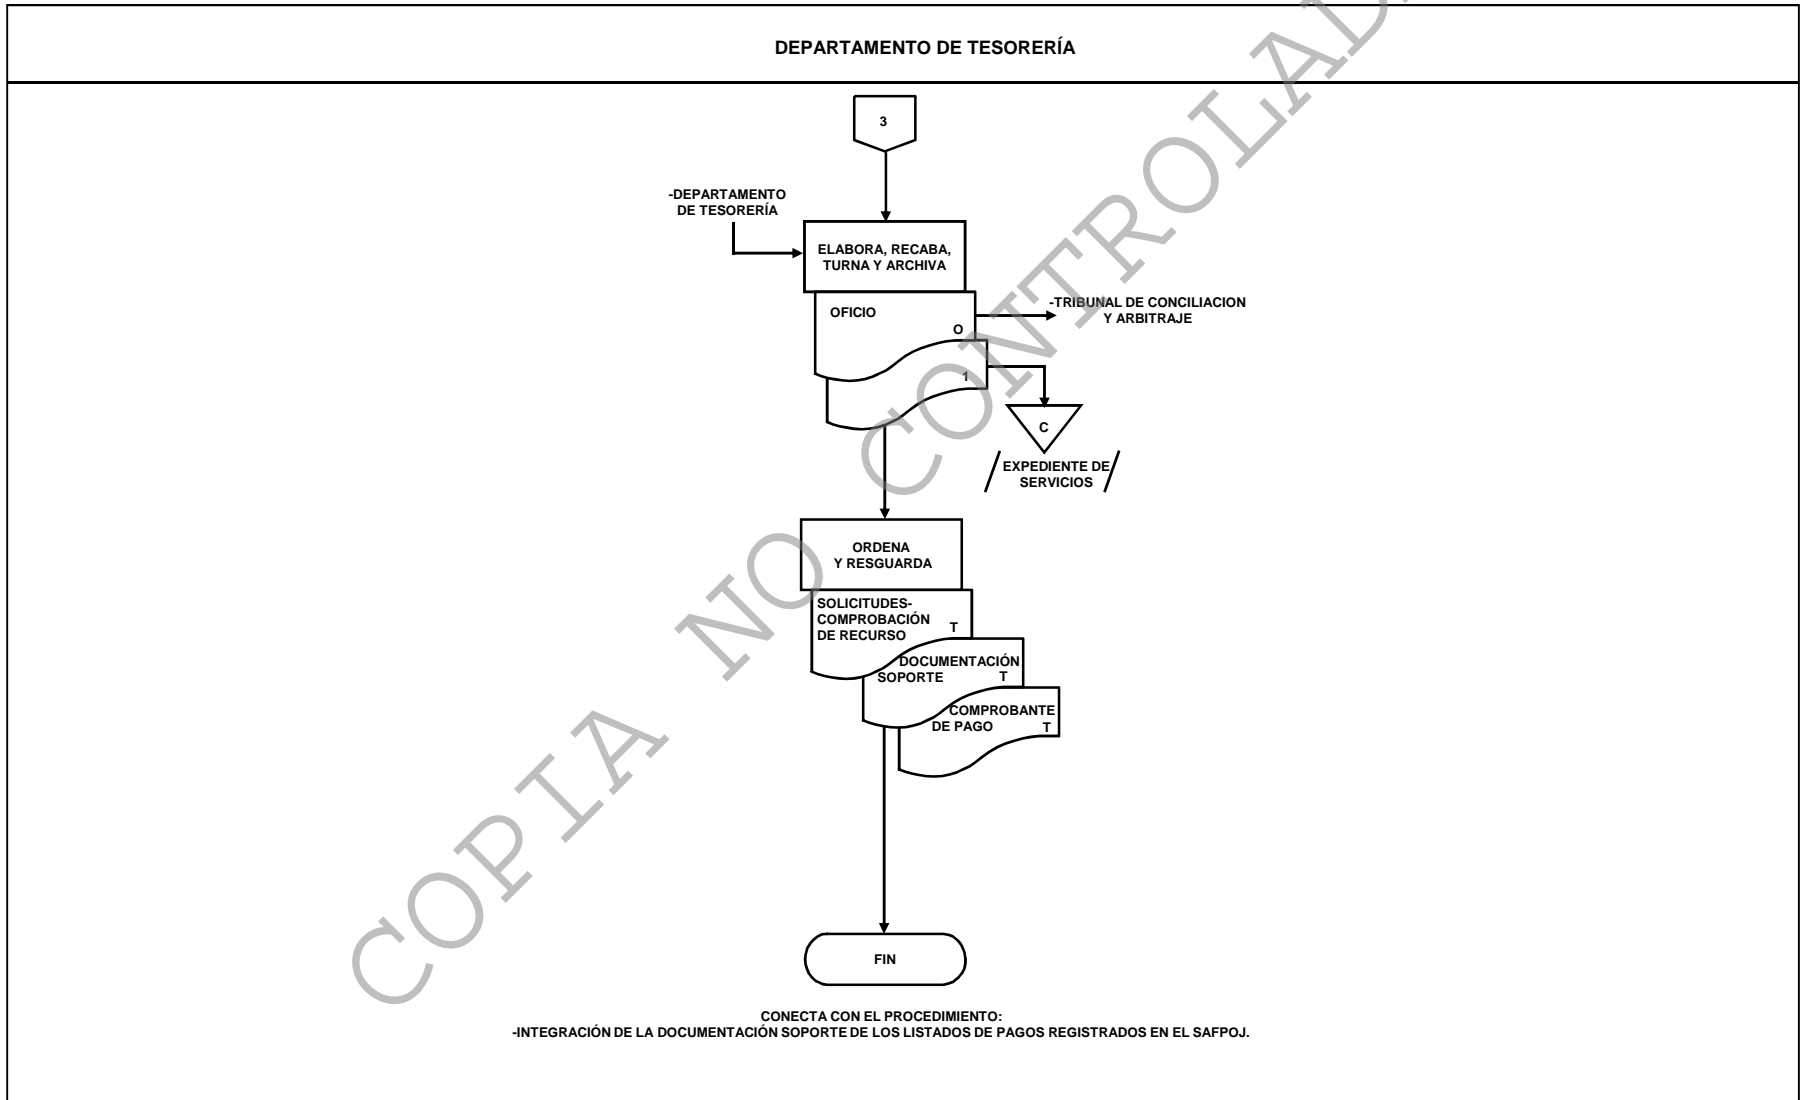 DEPARTAMENTO DE TESORERÍA
3
-DEPARTAMENTO
DE TESORERÍA
ELABORA, RECABA,
TURNA Y ARCHIVA
OFICIO
O
-TRIBUNAL DE CONCILIACION
Y ARBITRAJE
1
C
EXPEDIENTE DE
SERVICIOS
ORDENA
Y RESGUARDA
SOLICITUDES-
COMPROBACIÓN
DE RECURSO
T
DOCUMENTACIÓN
SOPORTE
T
COMPROBANTE
DE PAGO
T
FIN
CONECTA CON EL PROCEDIMIENTO:
-INTEGRACIÓN DE LA DOCUMENTACIÓN SOPORTE DE LOS LISTADOS DE PAGOS REGISTRADOS EN EL SAFPOJ.
COPIA NO CONTROLAD